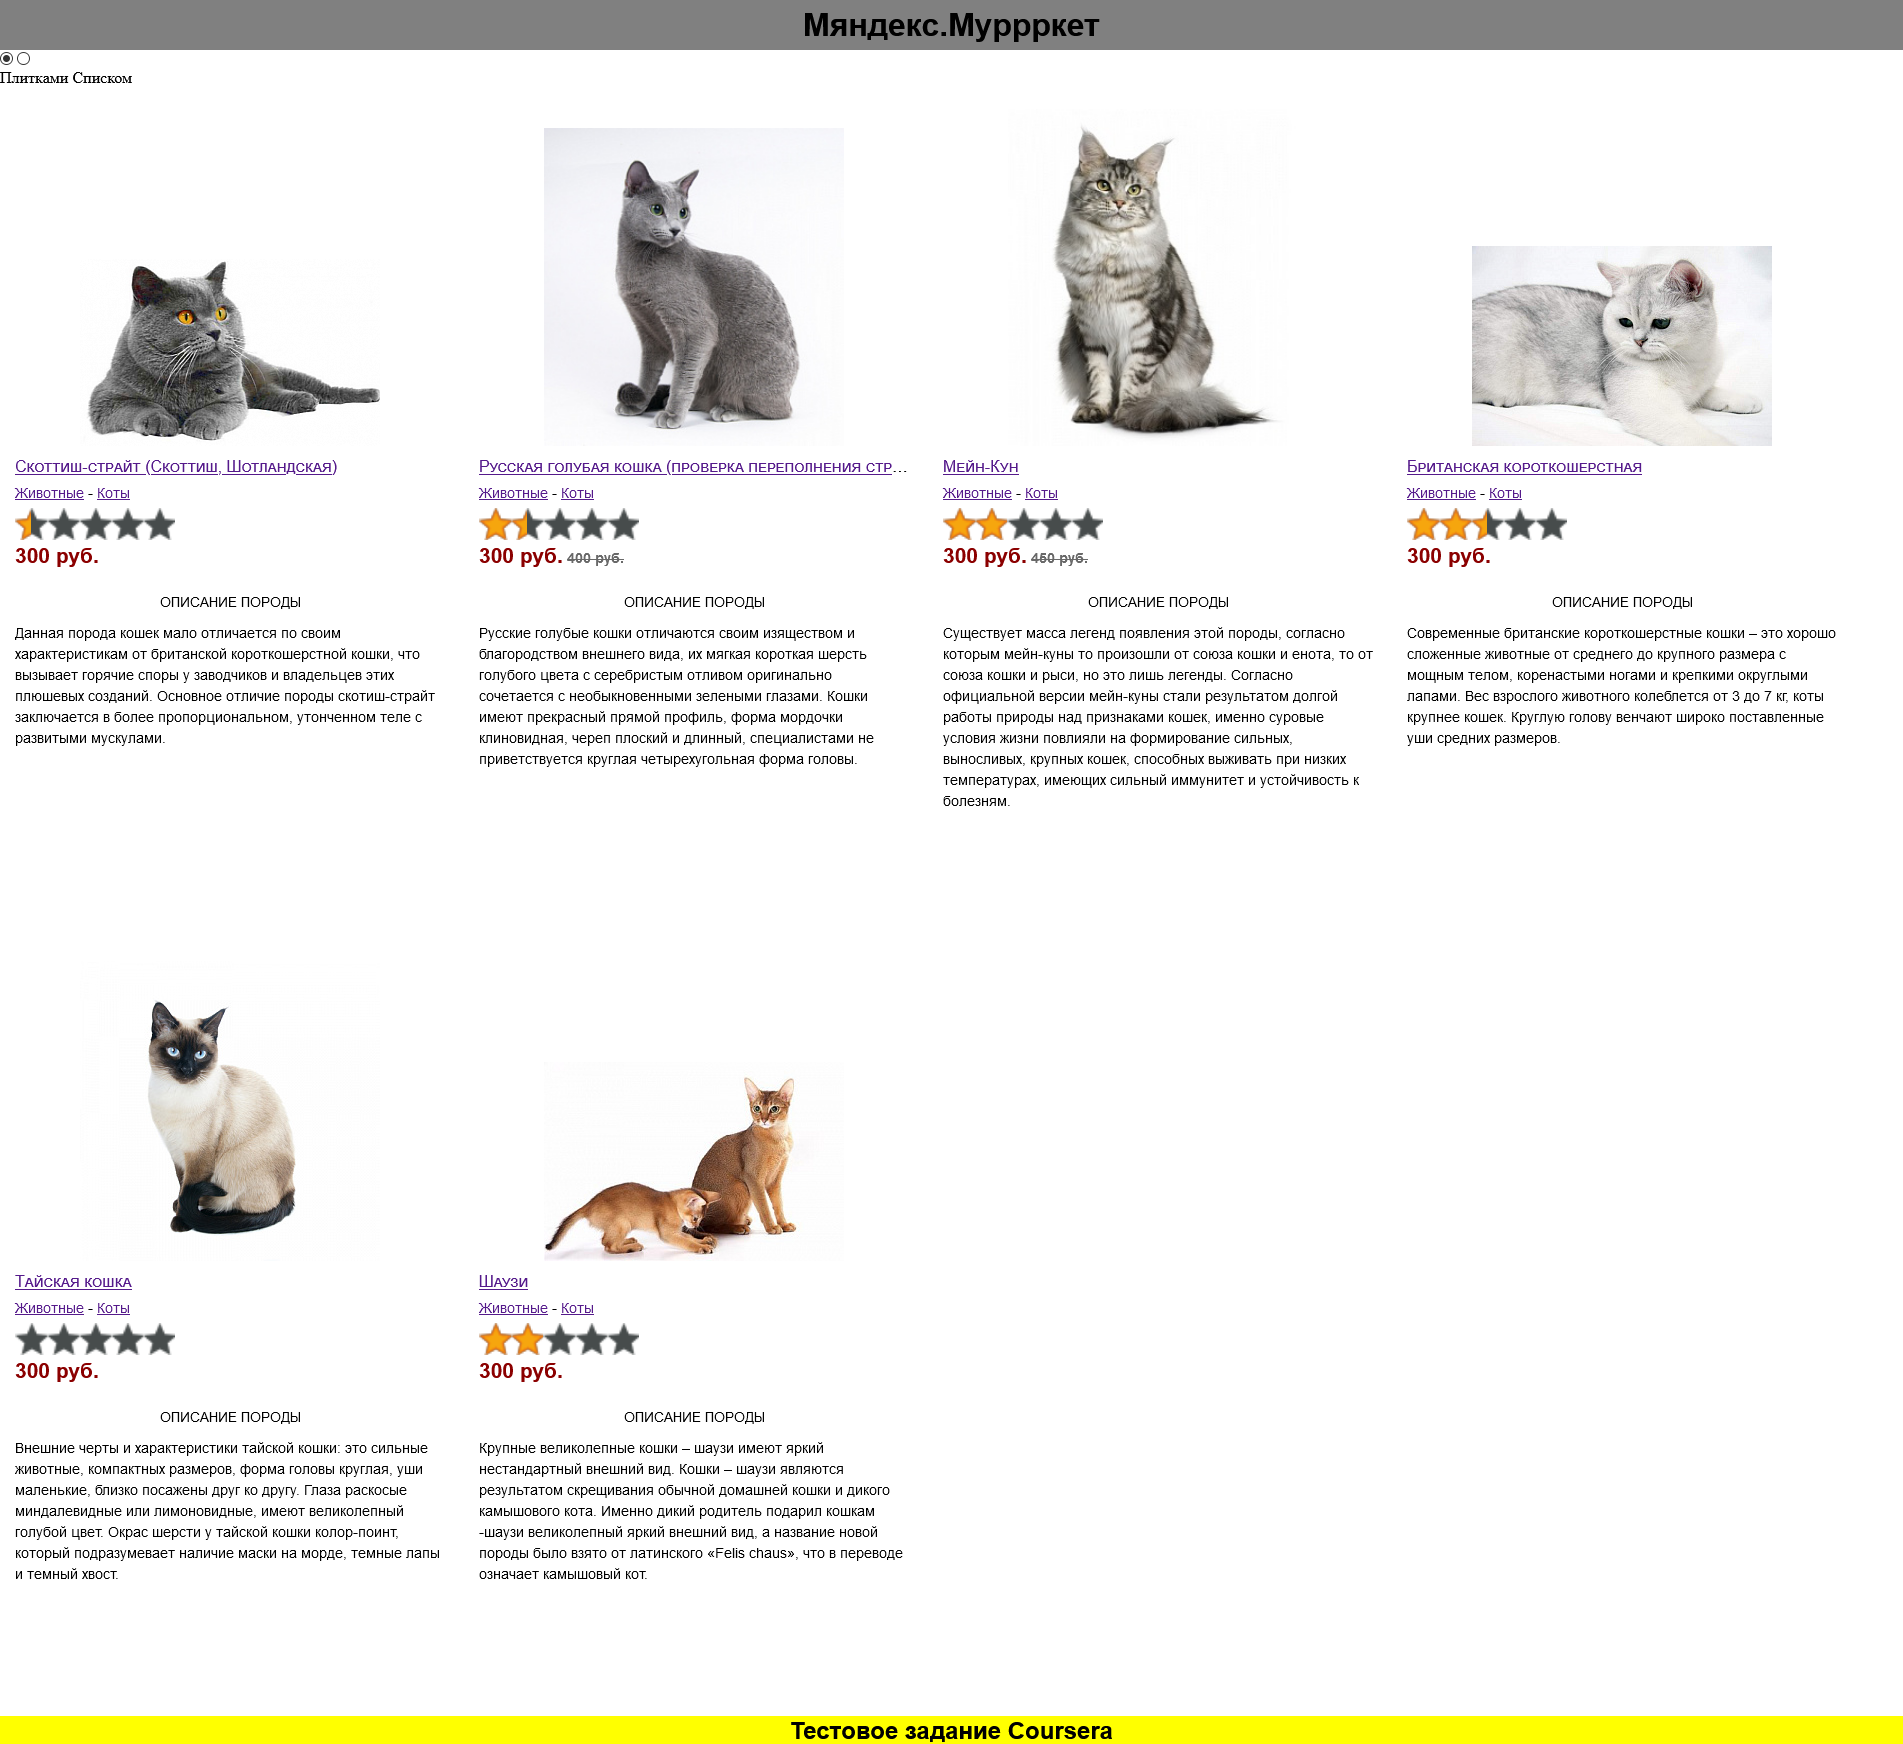 Мяндекс.Муррркет
Плитками Списком
Скоттиш-страйт (Скоттиш, Шотландская)
Животные - Коты
300 руб.
ОПИСАНИЕ ПОРОДЫ
Данная порода кошек мало отличается по своим
характеристикам от британской короткошерстной кошки, что
вызывает горячие споры у заводчиков и владельцев этих
плюшевых созданий. Основное отличие породы скотиш-страйт
заключается в более пропорциональном, утонченном теле с
развитыми мускулами.
Русская голубая кошка (проверка переполнения стр…
Животные - Коты
300 руб. 400 руб.
ОПИСАНИЕ ПОРОДЫ
Русские голубые кошки отличаются своим изяществом и
благородством внешнего вида, их мягкая короткая шерсть
голубого цвета с серебристым отливом оригинально
сочетается с необыкновенными зелеными глазами. Кошки
имеют прекрасный прямой профиль, форма мордочки
клиновидная, череп плоский и длинный, специалистами не
приветствуется круглая четырехугольная форма головы.
Мейн-Кун
Животные - Коты
300 руб. 450 руб.
ОПИСАНИЕ ПОРОДЫ
Существует масса легенд появления этой породы, согласно
которым мейн-куны то произошли от союза кошки и енота, то от
союза кошки и рыси, но это лишь легенды. Согласно
официальной версии мейн-куны стали результатом долгой
работы природы над признаками кошек, именно суровые
условия жизни повлияли на формирование сильных,
выносливых, крупных кошек, способных выживать при низких
температурах, имеющих сильный иммунитет и устойчивость к
болезням.
Британская короткошерстная
Животные - Коты
300 руб.
ОПИСАНИЕ ПОРОДЫ
Современные британские короткошерстные кошки – это хорошо
сложенные животные от среднего до крупного размера с
мощным телом, коренастыми ногами и крепкими округлыми
лапами. Вес взрослого животного колеблется от 3 до 7 кг, коты
крупнее кошек. Круглую голову венчают широко поставленные
уши средних размеров.
Тайская кошка
Животные - Коты
300 руб.
ОПИСАНИЕ ПОРОДЫ
Внешние черты и характеристики тайской кошки: это сильные
животные, компактных размеров, форма головы круглая, уши
маленькие, близко посажены друг ко другу. Глаза раскосые
миндалевидные или лимоновидные, имеют великолепный
голубой цвет. Окрас шерсти у тайской кошки колор-поинт,
который подразумевает наличие маски на морде, темные лапы
и темный хвост.
Шаузи
Животные - Коты
300 руб.
ОПИСАНИЕ ПОРОДЫ
Крупные великолепные кошки – шаузи имеют яркий
нестандартный внешний вид. Кошки – шаузи являются
результатом скрещивания обычной домашней кошки и дикого
камышового кота. Именно дикий родитель подарил кошкам
-шаузи великолепный яркий внешний вид, а название новой
породы было взято от латинского «Felis chaus», что в переводе
означает камышовый кот.
Тестовое задание Coursera